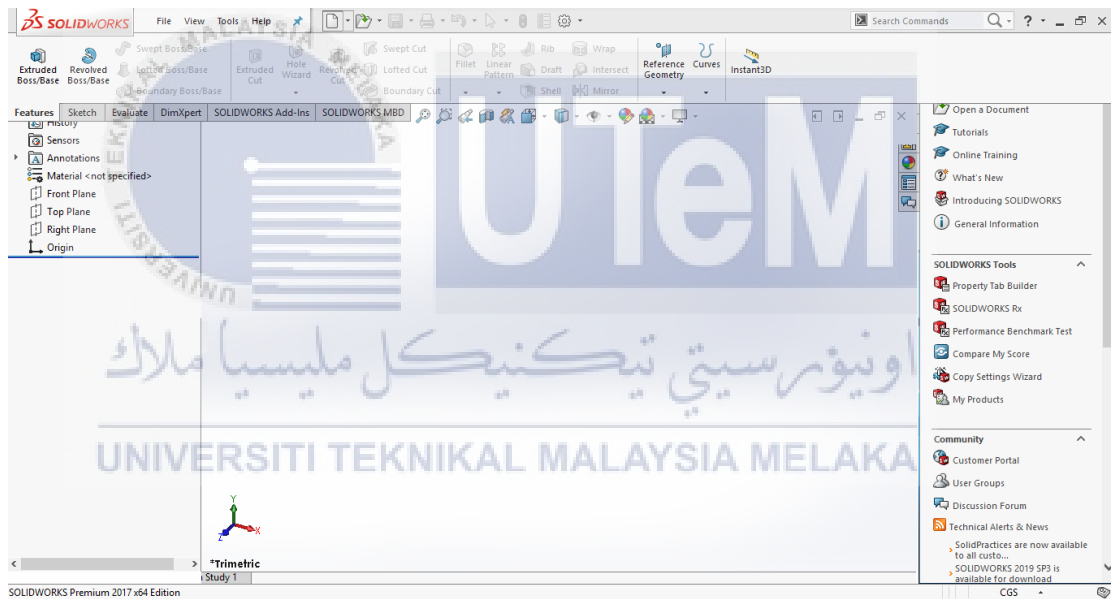 SOLIDWORKS File View Tools Help Search Commands
Extruded Boss/Base
Revolved Boss/Base
Swept Boss/Base
Lofted Boss/Base
Boundary Boss/Base
Extruded Cut
Hole Wizard
Revolved Cut
Swept Cut
Lofted Cut
Boundary Cut
Fillet
Linear Pattern
Rib
Draft
Shell
Wrap
Intersect
Mirror
Reference Geometry
Curves
Instant3D
Features Sketch Evaluate DimXpert SOLIDWORKS Add-Ins SOLIDWORKS MBD
History
Sensors
Annotations
Material <not specified>
Front Plane
Top Plane
Right Plane
Origin
UNIVERSITI TEKNIKAL MALAYSIA MELAKA
UTeM
اونيۏرسيتي تيكنيكل مليسيا ملاك
UNIVERSITI TEKNIKAL MALAYSIA MELAKA
Y
X
Z
*Trimetric
Study 1
Open a Document
Tutorials
Online Training
What's New
Introducing SOLIDWORKS
General Information
SOLIDWORKS Tools
Property Tab Builder
SOLIDWORKS Rx
Performance Benchmark Test
Compare My Score
Copy Settings Wizard
My Products
Community
Customer Portal
User Groups
Discussion Forum
Technical Alerts & News
SolidPractices are now available
to all custo...
SOLIDWORKS 2019 SP3 is
available for download
SOLIDWORKS Premium 2017 x64 Edition CGS